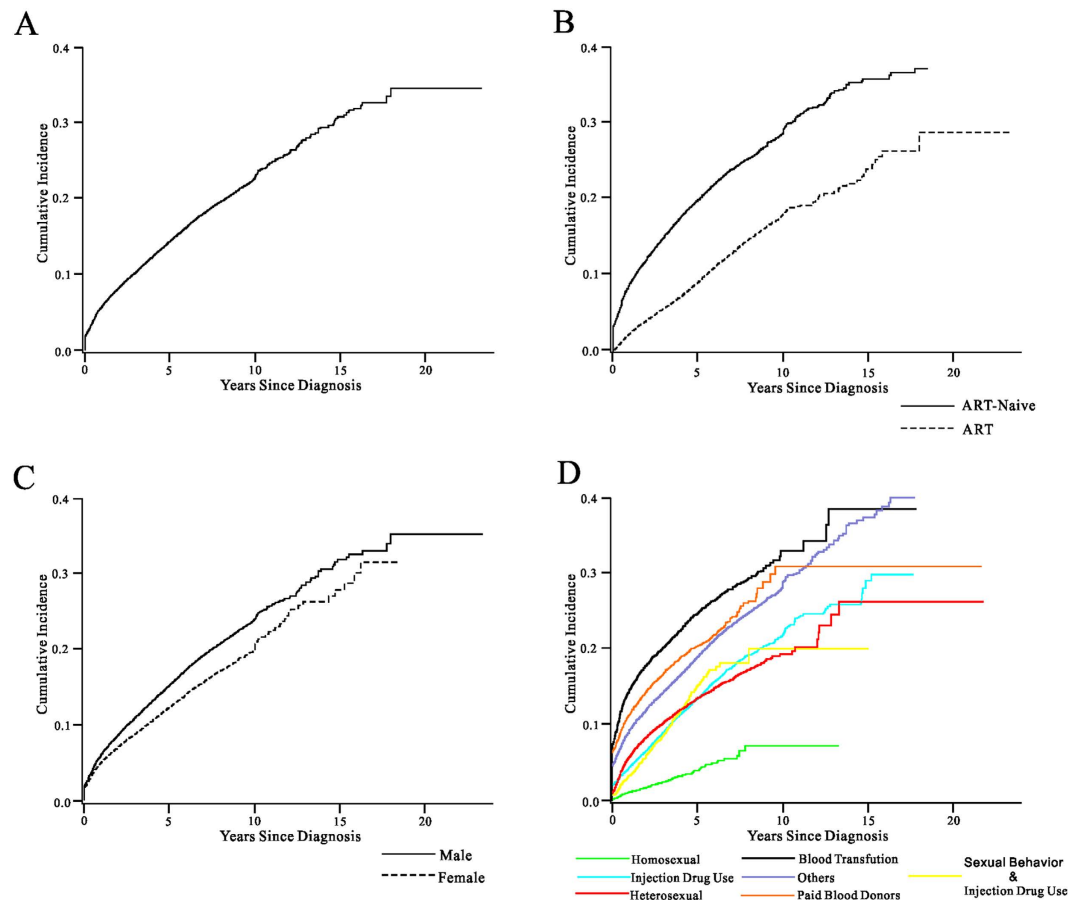 A
0.4
0.3
0.2
0.1
0.0
Cumulative Incidence
0 5 10 15 20
Years Since Diagnosis
B
0.4
0.3
0.2
0.1
0.0
Cumulative Incidence
0 5 10 15 20
Years Since Diagnosis
ART-Naive
ART
C
0.4
0.3
0.2
0.1
0.0
Cumulative Incidence
0 5 10 15 20
Years Since Diagnosis
Male
Female
D
0.4
0.3
0.2
0.1
0.0
Cumulative Incidence
0 5 10 15 20
Years Since Diagnosis
Homosexual
Injection Drug Use
Heterosexual
Blood Transfution
Others
Paid Blood Donors
Sexual Behavior
&
Injection Drug Use